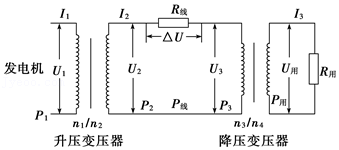 I₁ I₂ R线 I₃
ΔU
发电机 U₁ U₂ U₃ U用 R用
P₁ P₂ P线 P₃ P用
n₁/n₂ n₃/n₄
升压变压器 降压变压器